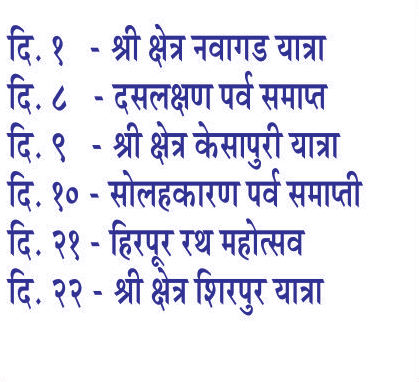 दि. १ - श्री क्षेत्र नवागड यात्रा
दि. ८ - दसलक्षण पर्व समाप्त
दि. ९ - श्री क्षेत्र केसापुरी यात्रा
दि. १० - सोलहकारण पर्व समाप्ती
दि. २१ - हिरपूर रथ महोत्सव
दि. २२ - श्री क्षेत्र शिरपुर यात्रा